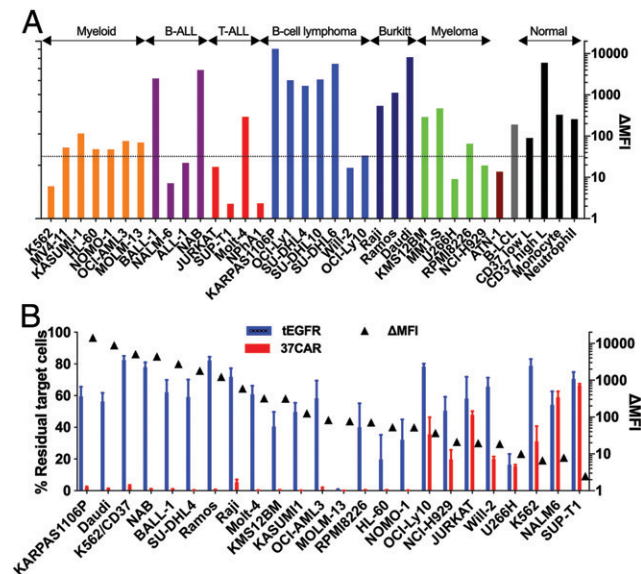 A
Myeloid B-ALL T-ALL B-cell lymphoma Burkitt Myeloma Normal
10000
1000
100
10
1
ΔMFI
K562
MV4-11
KASUMI-1
HL-60
NOMO-1
OCI-AML3
MOLM-13
BALL-1
NALM-6
ALL-1
NAB
JURKAT
SUP-T1
Molt-4
KARPAS1106P
OCI-Ly1
SU-DHL4
SU-DHL10
SU-DHL6
Will-2
OCI-Ly10
Raji
Ramos
Daudi
KMS12BM
MM1-S
U266H
RPMI8226
NCI-H929
ATN-1
B-LCL
CD37 low L
CD37 high L
Monocyte
Neutrophil
B
tEGFR
37CAR
ΔMFI
% Residual target cells
100
80
60
40
20
0
10000
1000
100
10
1
ΔMFI
KARPAS1106P
Daudi
K562/CD37
NAB
BALL-1
SU-DHL4
Ramos
Raji
Molt-4
KMS12BM
KASUMI1
OCI-AML3
MOLM-13
RPMI8226
HL-60
NOMO-1
OCI-Ly10
NCI-H929
JURKAT
Will-2
U266H
K562
NALM6
SUP-T1